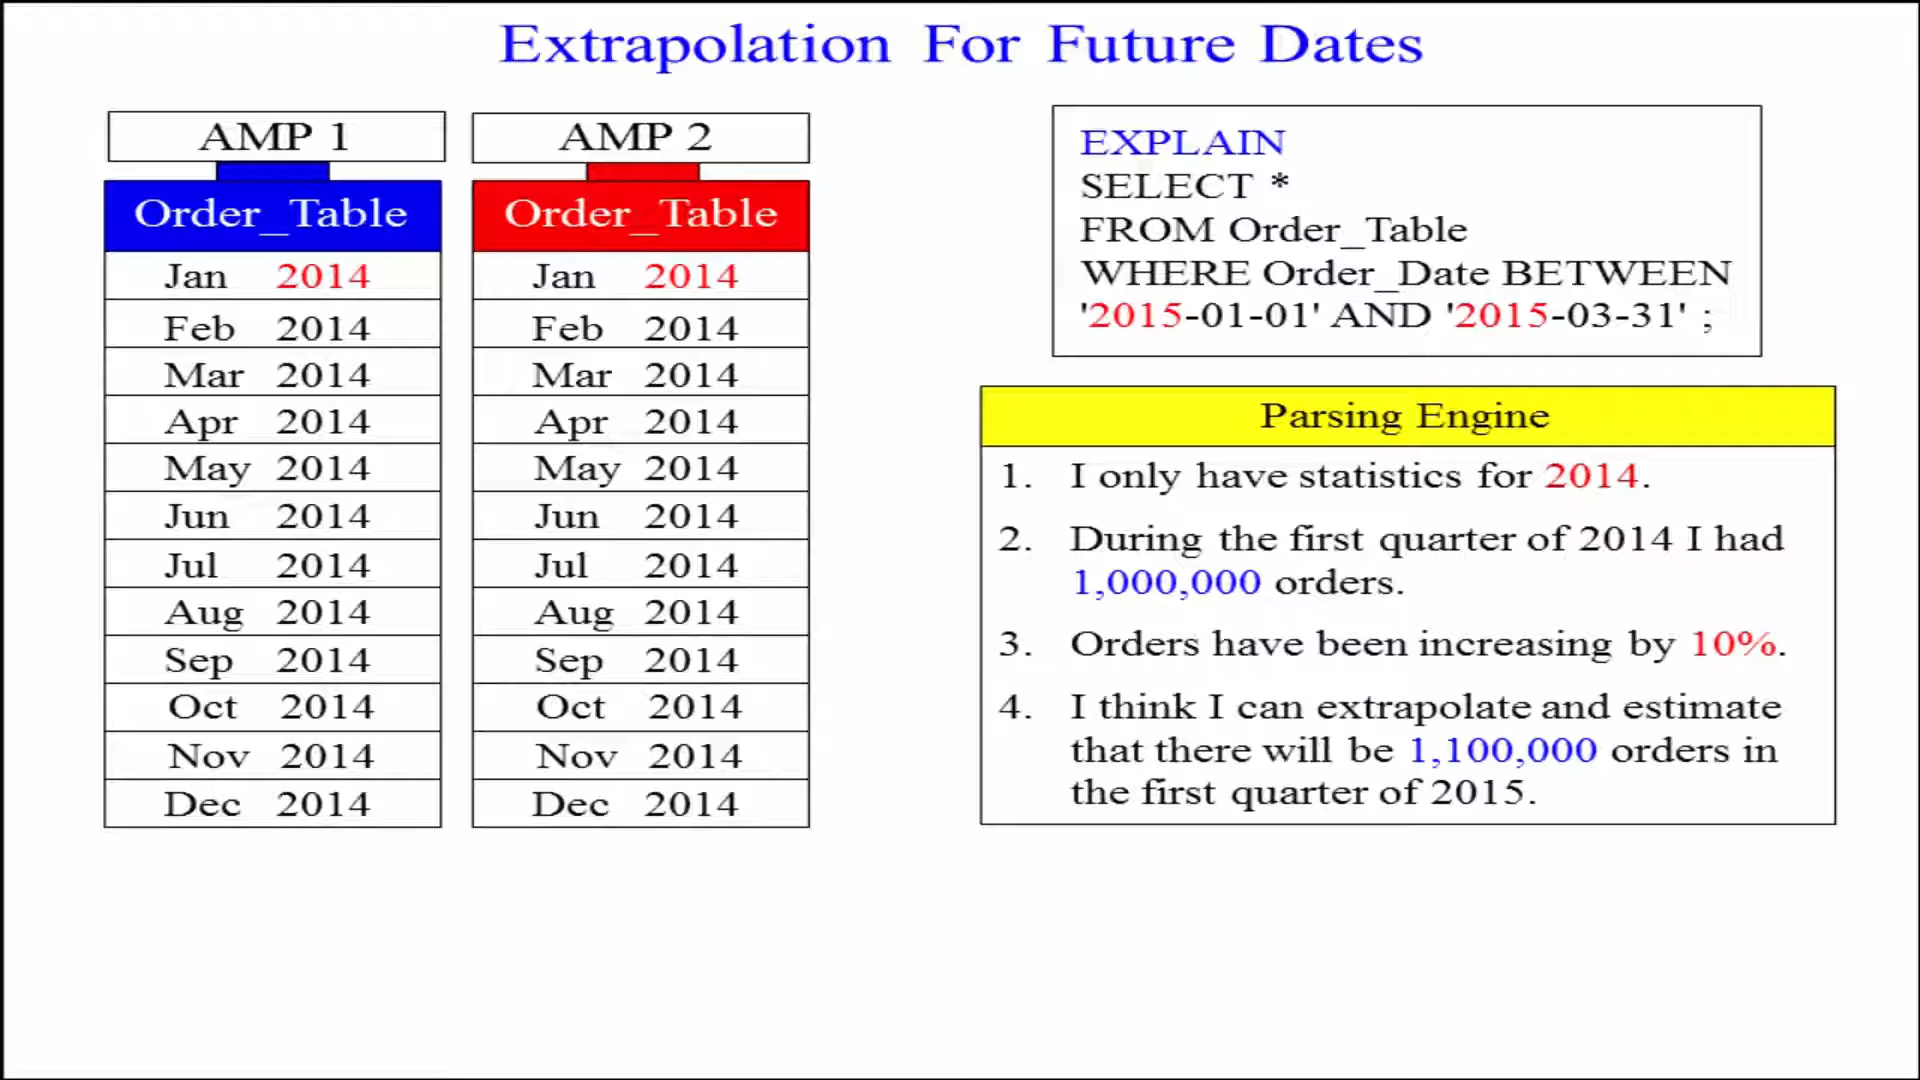 Extrapolation For Future Dates
AMP 1
Order_Table
Jan 2014
Feb 2014
Mar 2014
Apr 2014
May 2014
Jun 2014
Jul 2014
Aug 2014
Sep 2014
Oct 2014
Nov 2014
Dec 2014
AMP 2
Order_Table
Jan 2014
Feb 2014
Mar 2014
Apr 2014
May 2014
Jun 2014
Jul 2014
Aug 2014
Sep 2014
Oct 2014
Nov 2014
Dec 2014
EXPLAIN
SELECT *
FROM Order_Table
WHERE Order_Date BETWEEN
'2015-01-01' AND '2015-03-31' ;
Parsing Engine
1. I only have statistics for 2014.
2. During the first quarter of 2014 I had
1,000,000 orders.
3. Orders have been increasing by 10%.
4. I think I can extrapolate and estimate
that there will be 1,100,000 orders in
the first quarter of 2015.